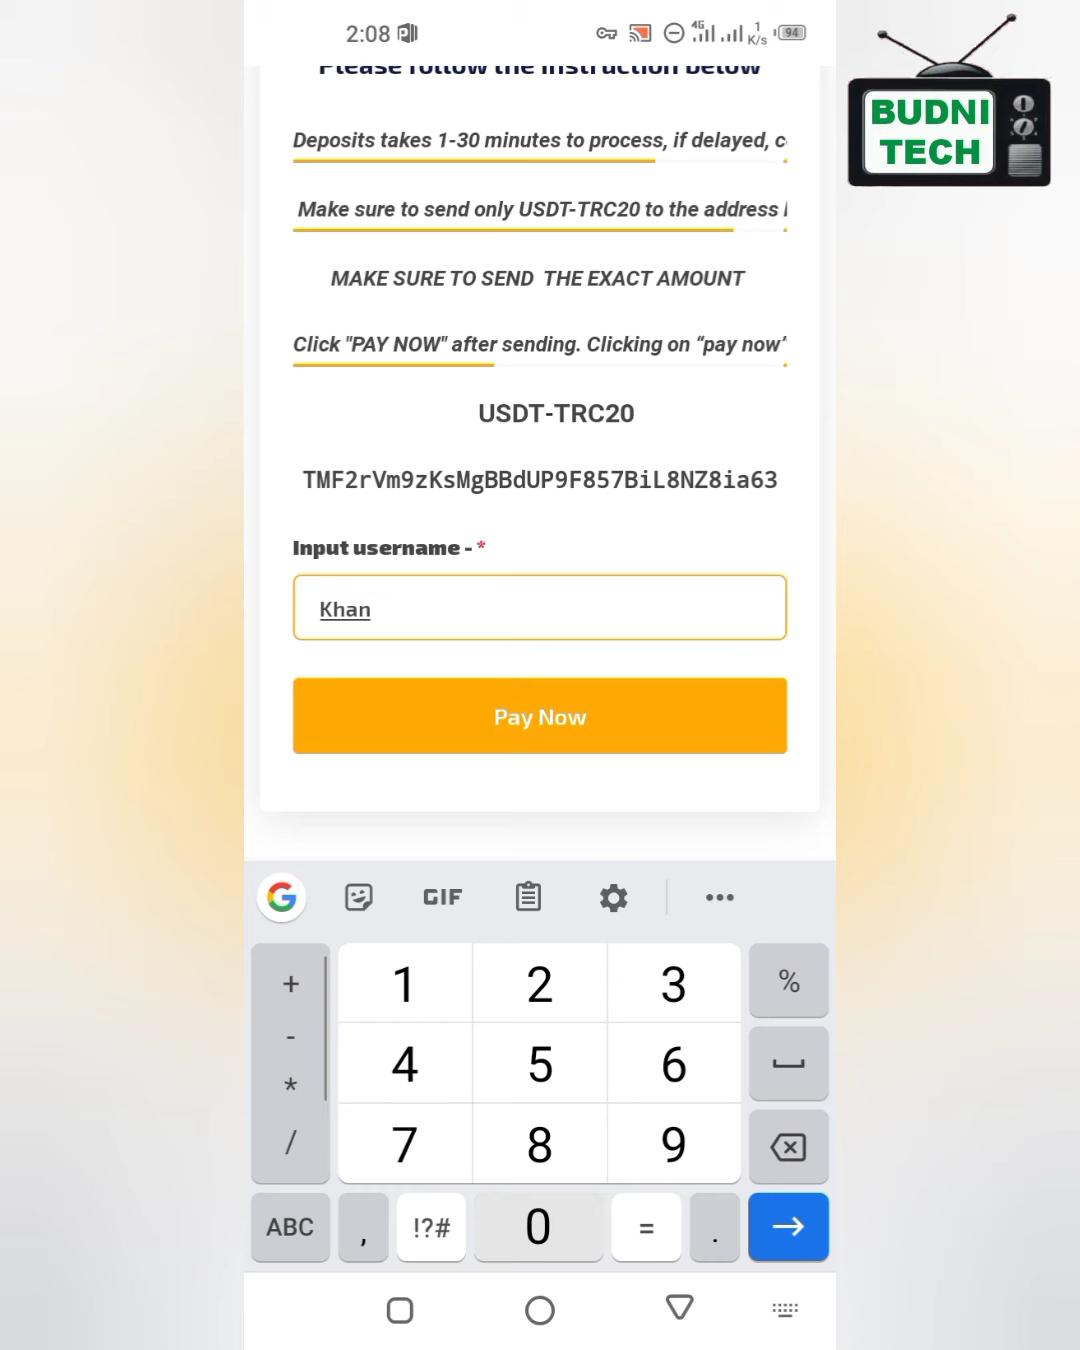 2:08
4G
1
K/s
94
BUDNI
TECH
Please follow the instruction below
Deposits takes 1-30 minutes to process, if delayed, c
Make sure to send only USDT-TRC20 to the address
MAKE SURE TO SEND THE EXACT AMOUNT
Click "PAY NOW" after sending. Clicking on “pay now”
USDT-TRC20
TMF2rVm9zKsMgBBdUP9F857BiL8NZ8ia63
Input username - *
Khan
Pay Now
G GIF
+ 1 2 3 %
- 4 5 6
*
/ 7 8 9
ABC , !?# 0 = .